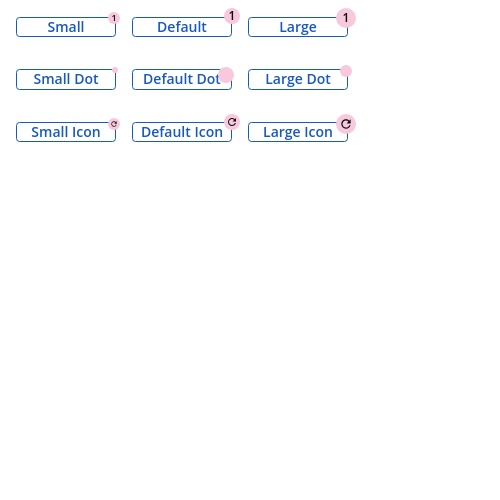 Small 1 Default 1 Large 1
Small Dot Default Dot Large Dot
Small Icon Default Icon Large Icon